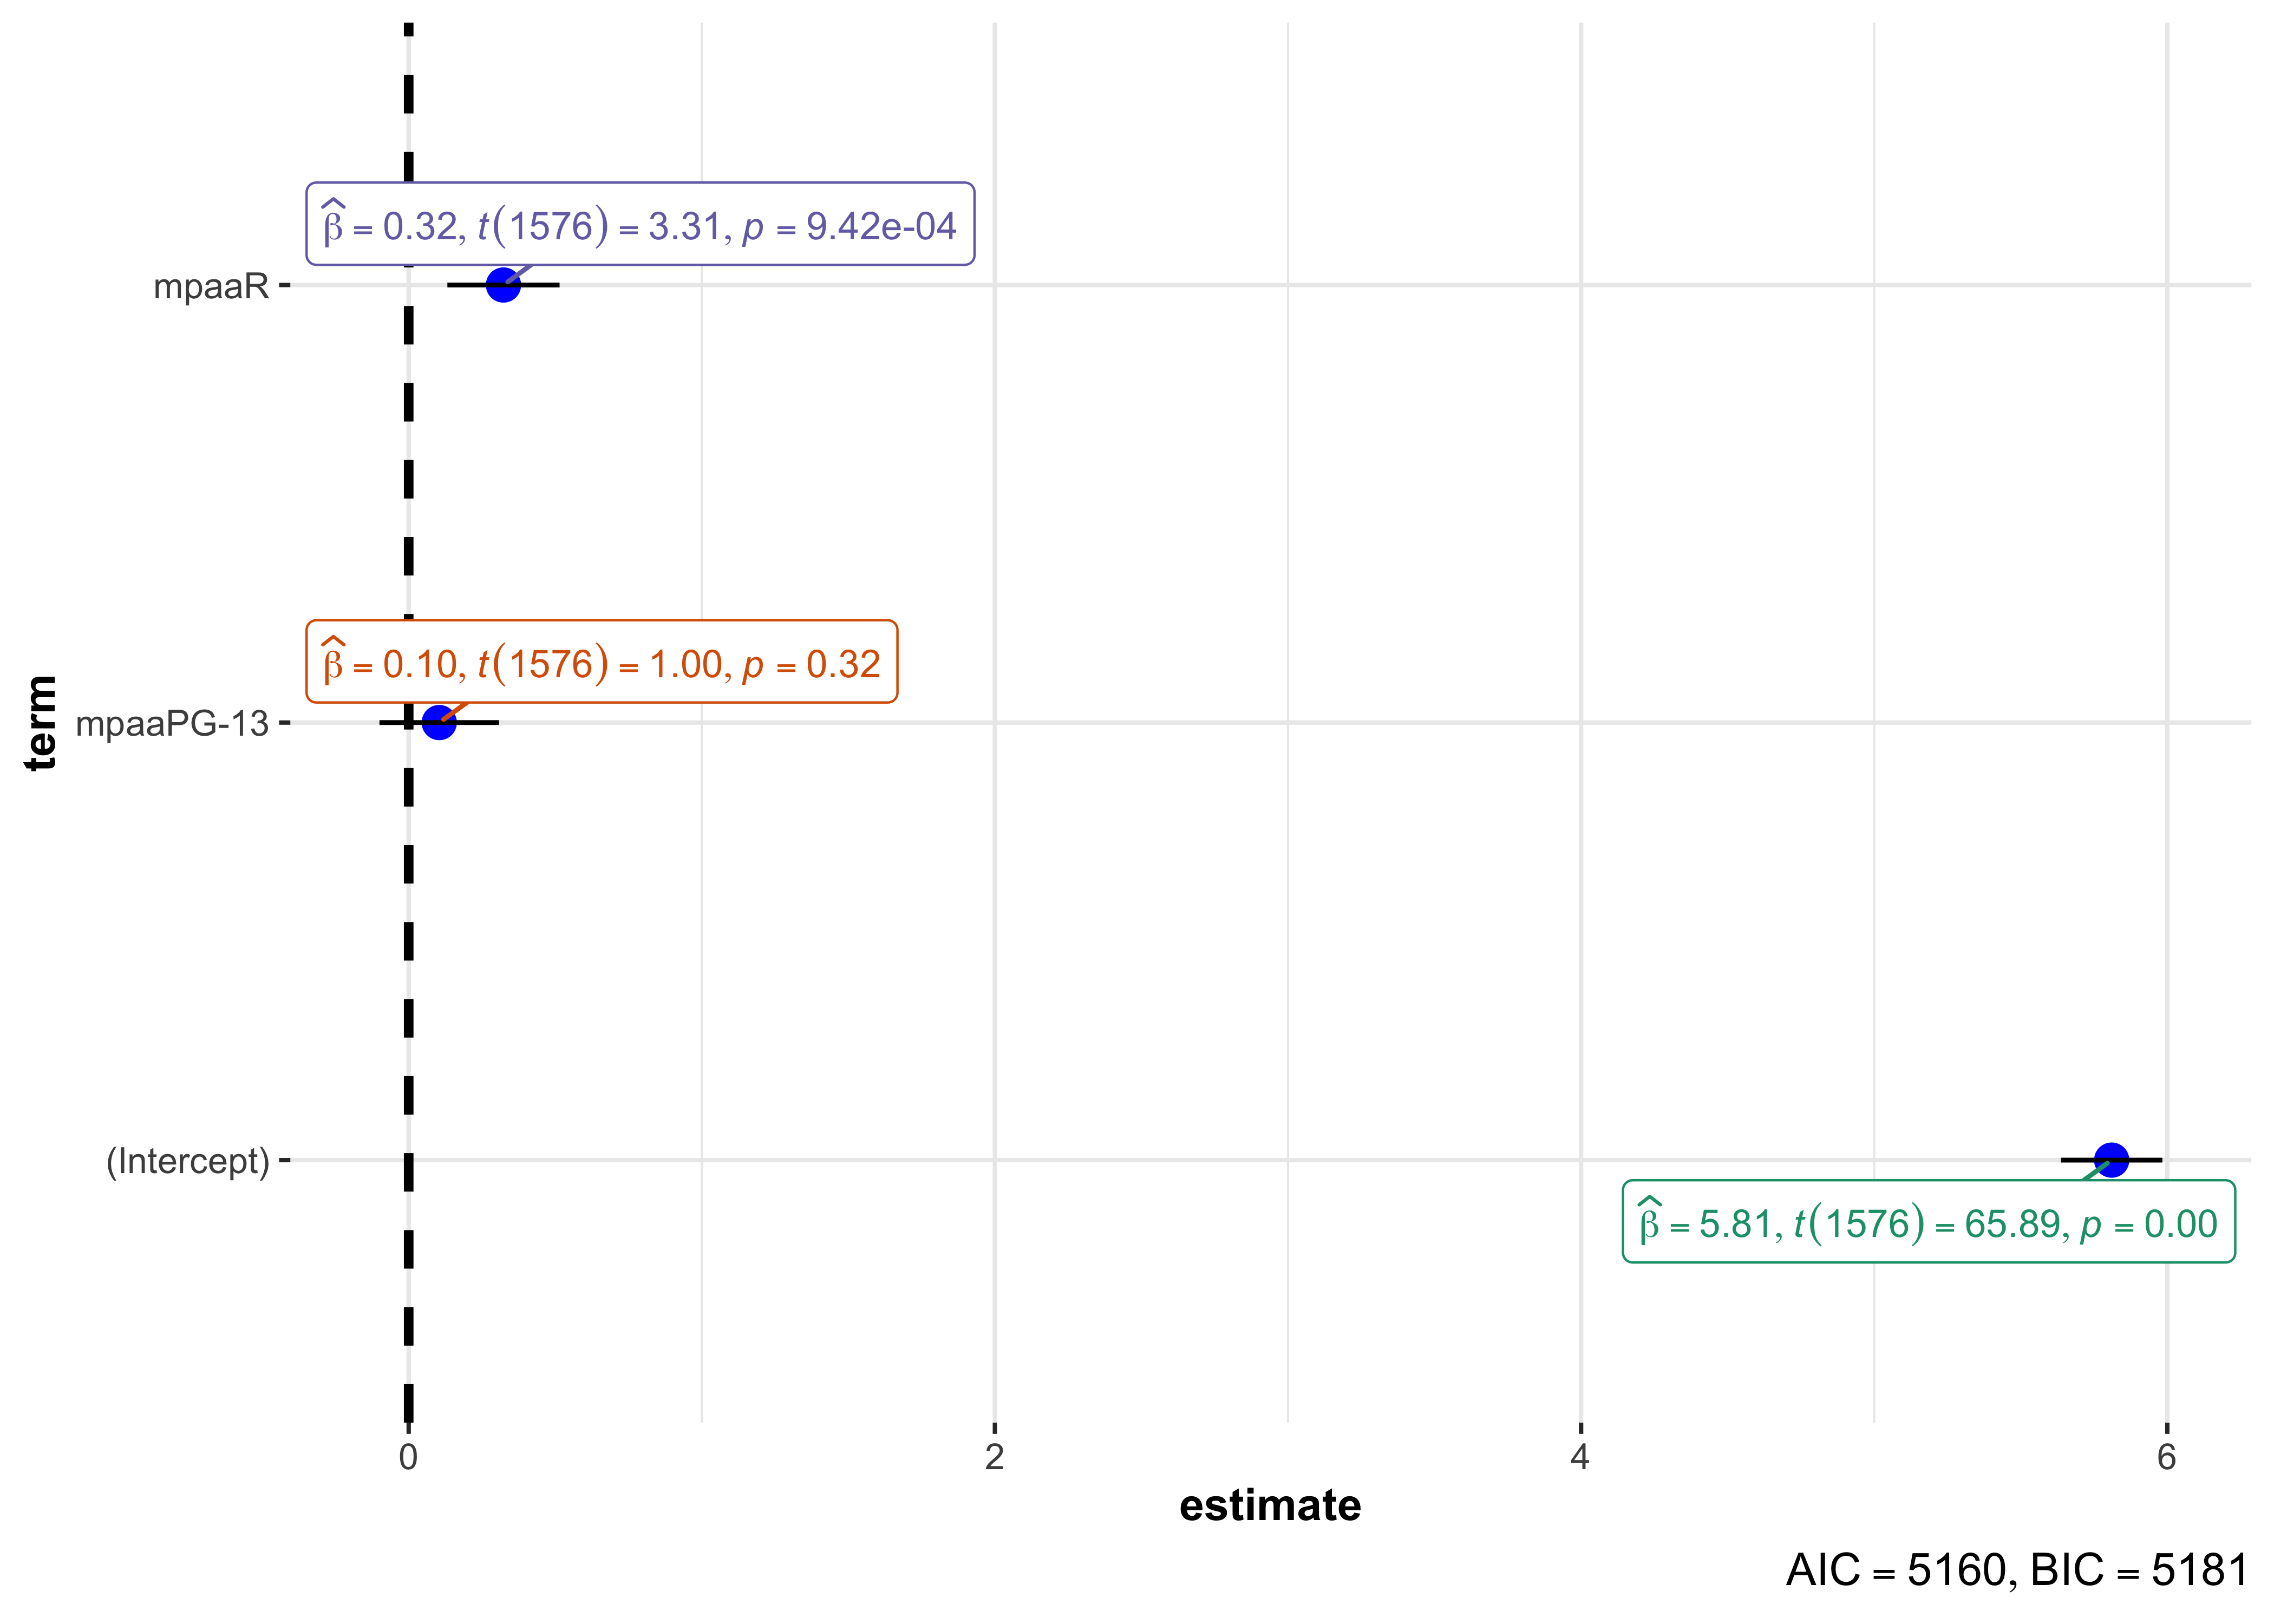 β̂ = 0.32, t(1576) = 3.31, p = 9.42e-04
mpaaR
β̂ = 0.10, t(1576) = 1.00, p = 0.32
mpaaPG-13
term
(Intercept)
β̂ = 5.81, t(1576) = 65.89, p = 0.00
0 2 4 6
estimate
AIC = 5160, BIC = 5181